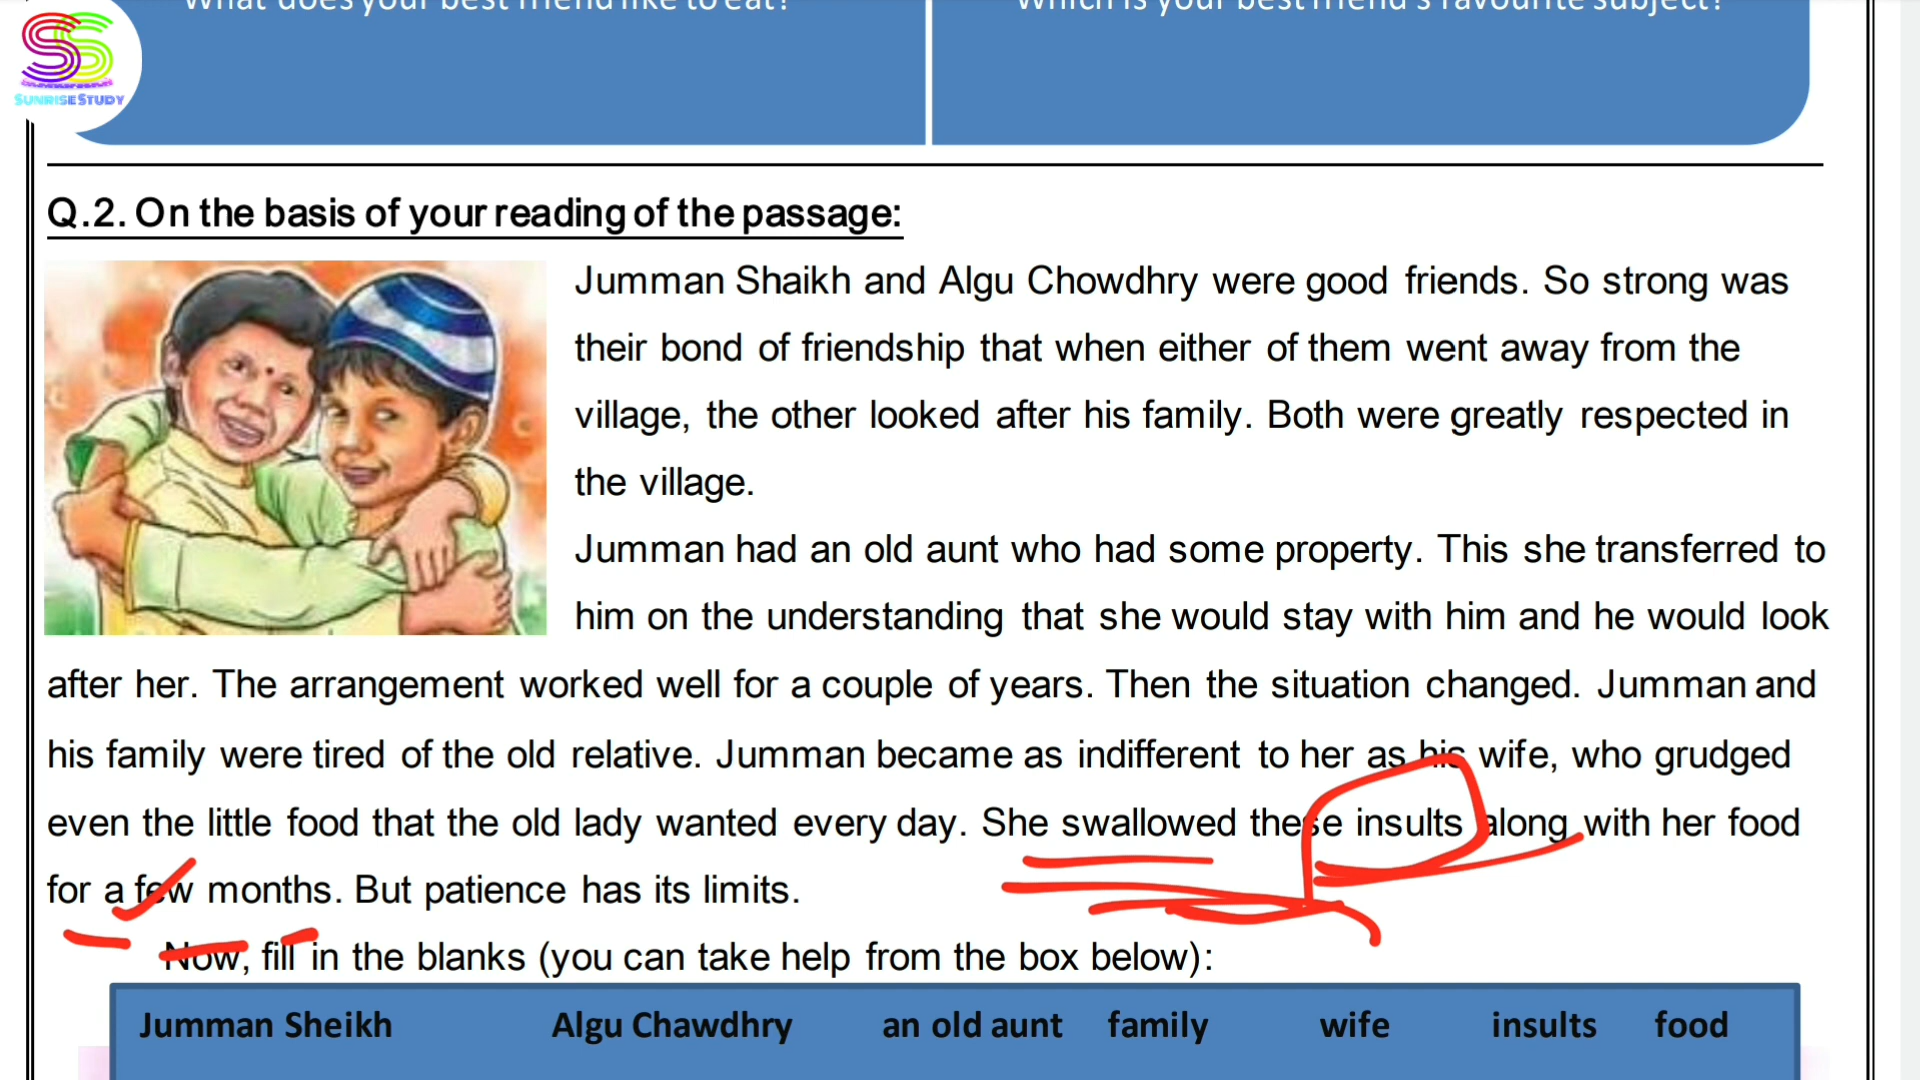 What does your best friend like to eat?
Which is your best friend's favourite subject?
SS
SUNRISE STUDY
Q.2. On the basis of your reading of the passage:
Jumman Shaikh and Algu Chowdhry were good friends. So strong was
their bond of friendship that when either of them went away from the
village, the other looked after his family. Both were greatly respected in
the village.
Jumman had an old aunt who had some property. This she transferred to
him on the understanding that she would stay with him and he would look
after her. The arrangement worked well for a couple of years. Then the situation changed. Jumman and
his family were tired of the old relative. Jumman became as indifferent to her as his wife, who grudged
even the little food that the old lady wanted every day. She swallowed these insults along with her food
for a few months. But patience has its limits.
Now, fill in the blanks (you can take help from the box below):
Jumman Sheikh Algu Chawdhry an old aunt family wife insults food